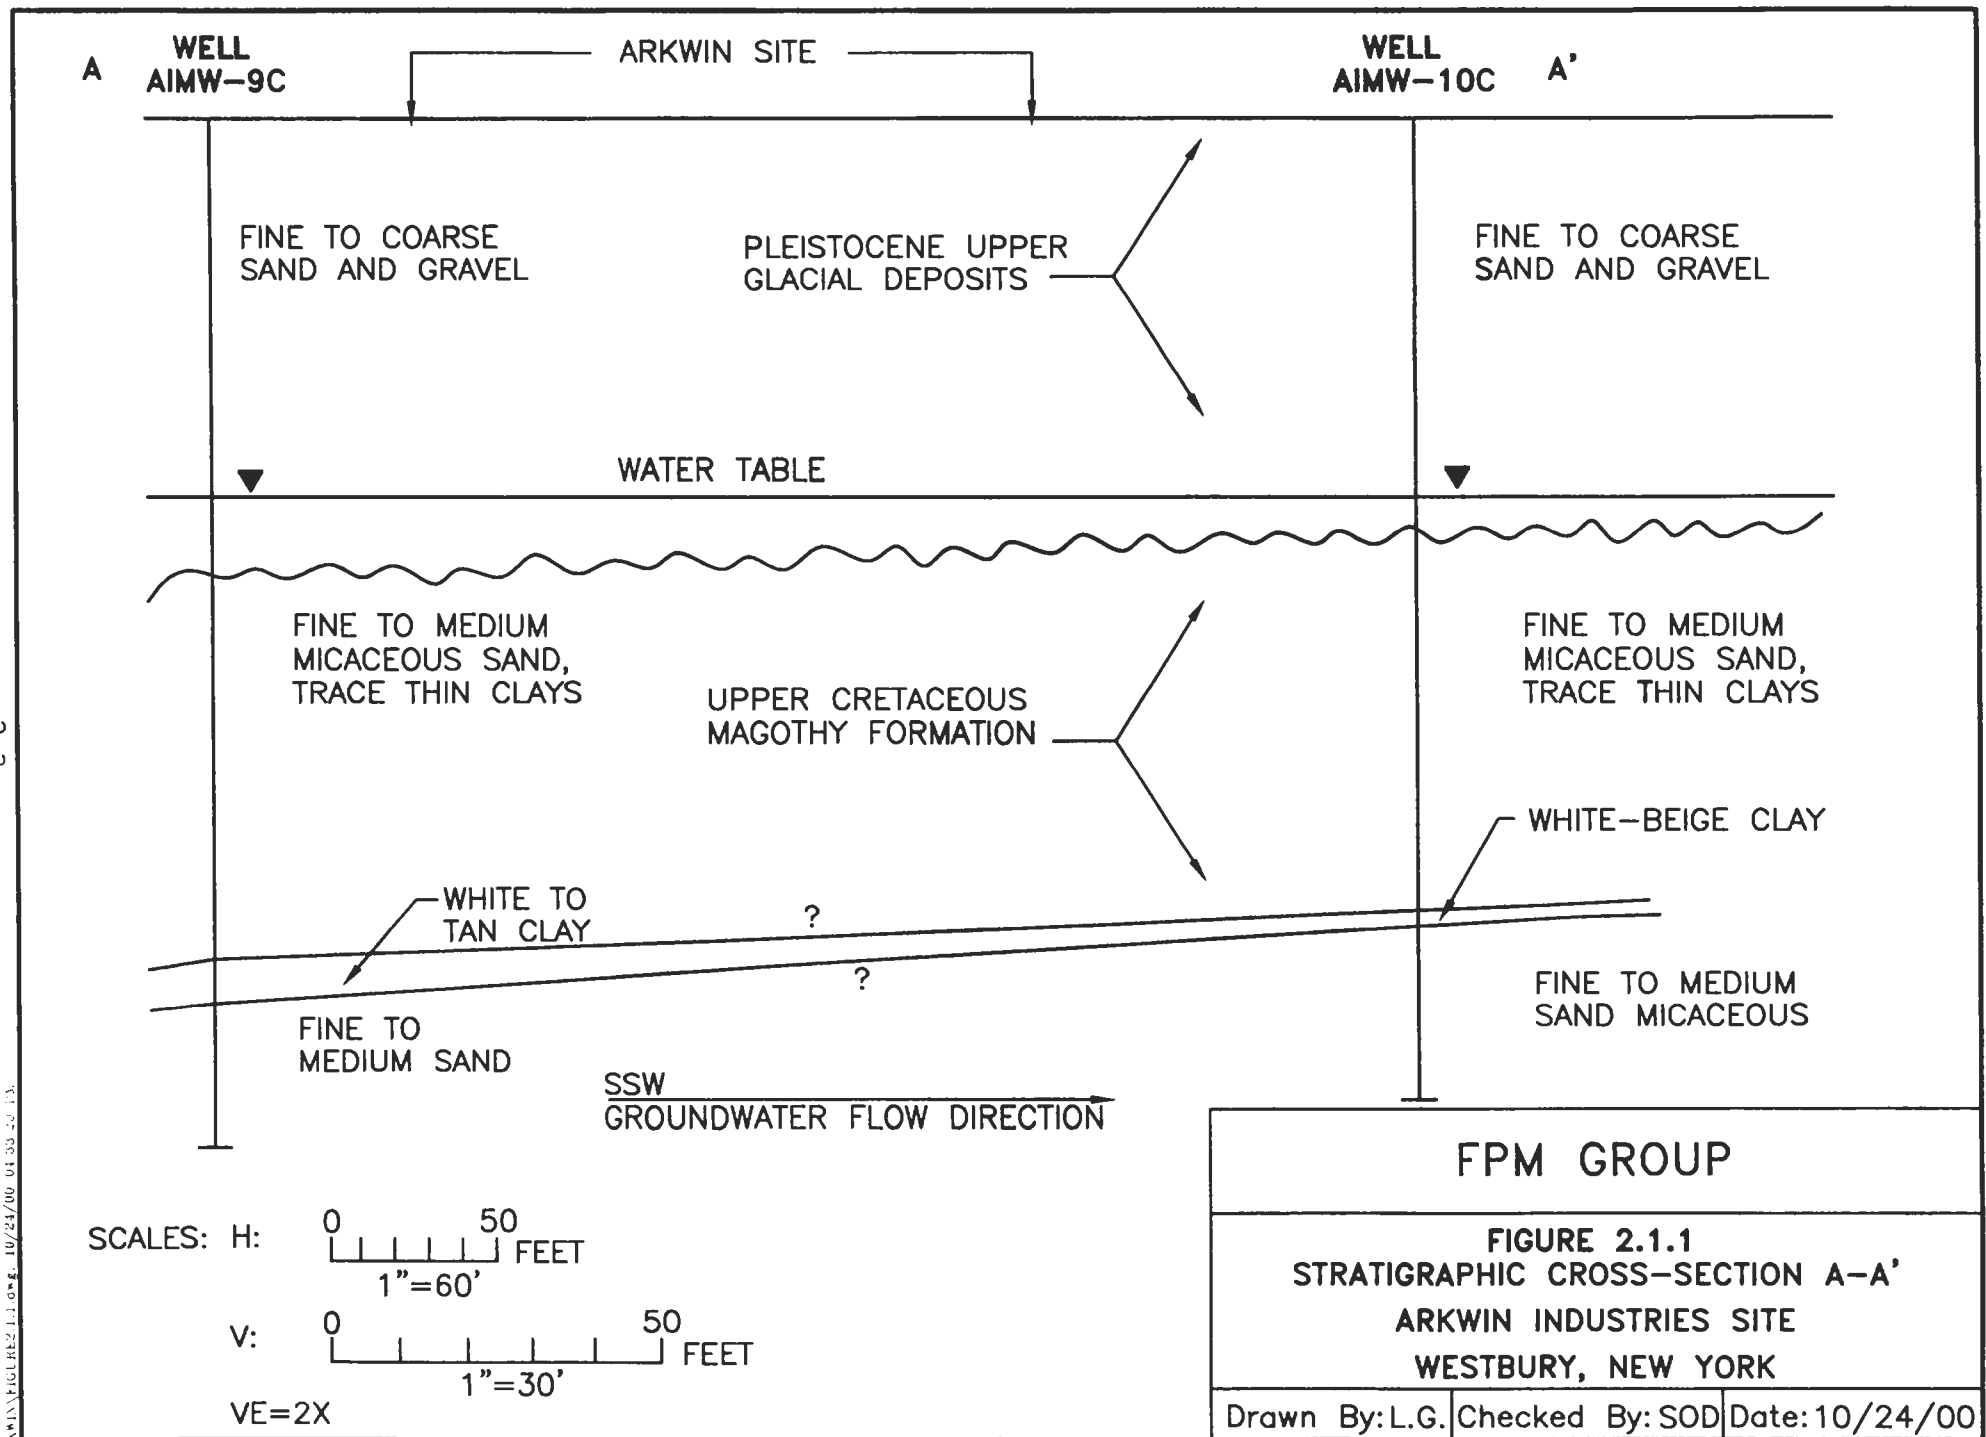 A
WELL
AIMW-9C
ARKWIN SITE
WELL
AIMW-10C
A'
FINE TO COARSE
SAND AND GRAVEL
PLEISTOCENE UPPER
GLACIAL DEPOSITS
FINE TO COARSE
SAND AND GRAVEL
WATER TABLE
FINE TO MEDIUM
MICACEOUS SAND,
TRACE THIN CLAYS
UPPER CRETACEOUS
MAGOTHY FORMATION
FINE TO MEDIUM
MICACEOUS SAND,
TRACE THIN CLAYS
WHITE-BEIGE CLAY
WHITE TO
TAN CLAY
?
?
FINE TO
MEDIUM SAND
FINE TO MEDIUM
SAND MICACEOUS
SSW
GROUNDWATER FLOW DIRECTION
SCALES: H:
0 50
FEET
1"=60'
V:
0 50
FEET
1"=30'
VE=2X
FPM GROUP
FIGURE 2.1.1
STRATIGRAPHIC CROSS-SECTION A-A'
ARKWIN INDUSTRIES SITE
WESTBURY, NEW YORK
Drawn By: L.G. Checked By: SOD Date: 10/24/00
10/24/00